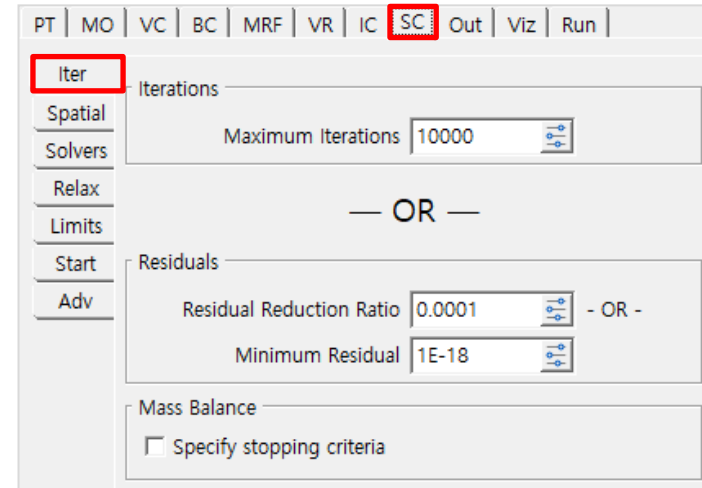 PT MO VC BC MRF VR IC SC Out Viz Run
Iter
Spatial
Solvers
Relax
Limits
Start
Adv
Iterations
Maximum Iterations 10000
— OR —
Residuals
Residual Reduction Ratio 0.0001 - OR -
Minimum Residual 1E-18
Mass Balance
Specify stopping criteria